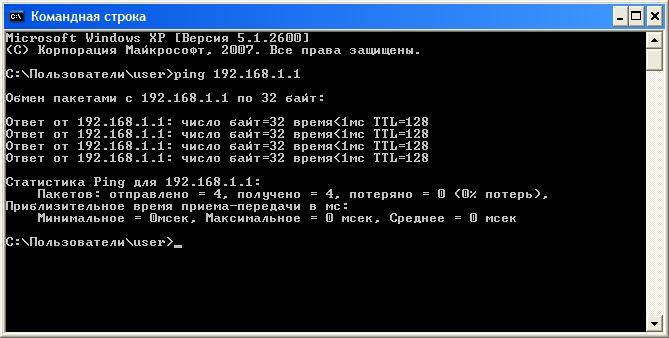 Командная строка
Microsoft Windows XP [Версия 5.1.2600]
(С) Корпорация Майкрософт, 2007. Все права защищены.
C:\Пользователи\user>ping 192.168.1.1
Обмен пакетами с 192.168.1.1 по 32 байт:
Ответ от 192.168.1.1: число байт=32 время<1мс TTL=128
Ответ от 192.168.1.1: число байт=32 время<1мс TTL=128
Ответ от 192.168.1.1: число байт=32 время<1мс TTL=128
Ответ от 192.168.1.1: число байт=32 время<1мс TTL=128
Статистика Ping для 192.168.1.1:
Пакетов: отправлено = 4, получено = 4, потеряно = 0 (0% потерь),
Приблизительное время приема-передачи в мс:
Минимальное = 0мсек, Максимальное = 0 мсек, Среднее = 0 мсек
C:\Пользователи\user>_